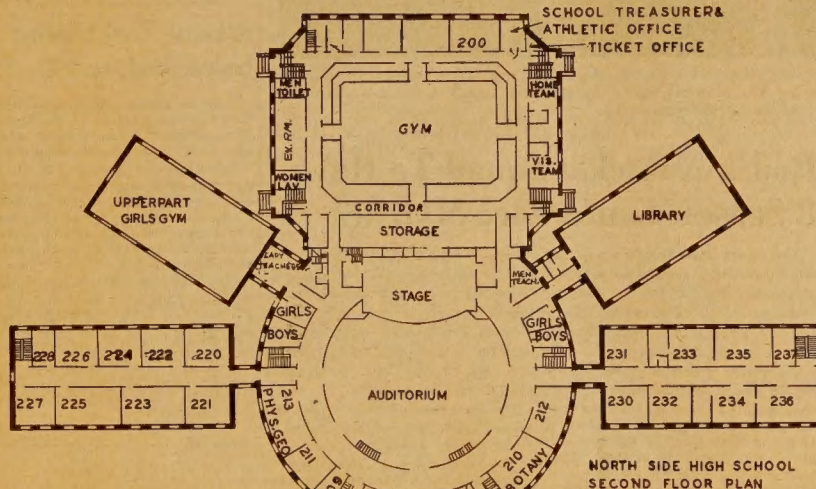 SCHOOL TREASURER&
ATHLETIC OFFICE
TICKET OFFICE
200
MEN
TOILET
HOME
TEAM
EX. RM.
GYM
WOMEN
LAV.
VIS.
TEAM
UPPERPART
GIRLS GYM
LIBRARY
CORRIDOR
STORAGE
LADY
TEACHERS
MEN
TEACH.
STAGE
GIRLS
BOYS
GIRLS
BOYS
228 226 224 222 220
231 233 235 237
AUDITORIUM
227 225 223 221
230 232 234 236
213
PHYS. GEO.
211
209
212
210
BOTANY
NORTH SIDE HIGH SCHOOL
SECOND FLOOR PLAN